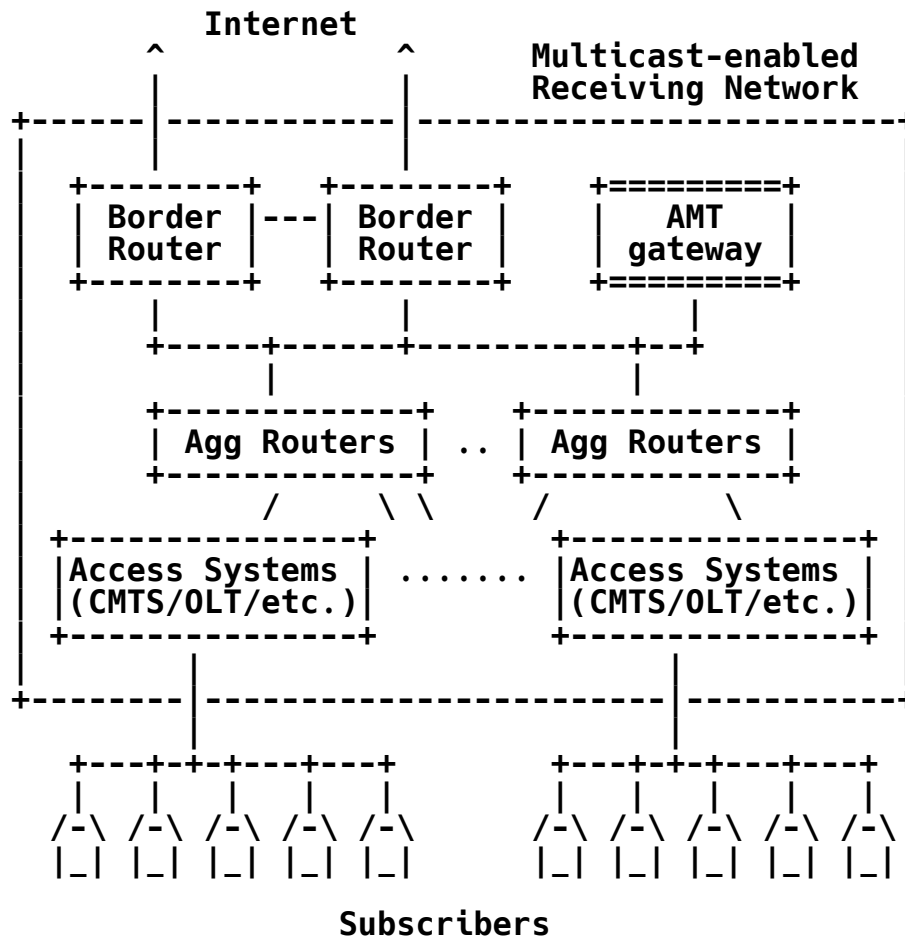 Internet
Multicast-enabled
Receiving Network
Border Router
Border Router
AMT gateway
Agg Routers .. Agg Routers
Access Systems (CMTS/OLT/etc.) ....... Access Systems (CMTS/OLT/etc.)
Subscribers